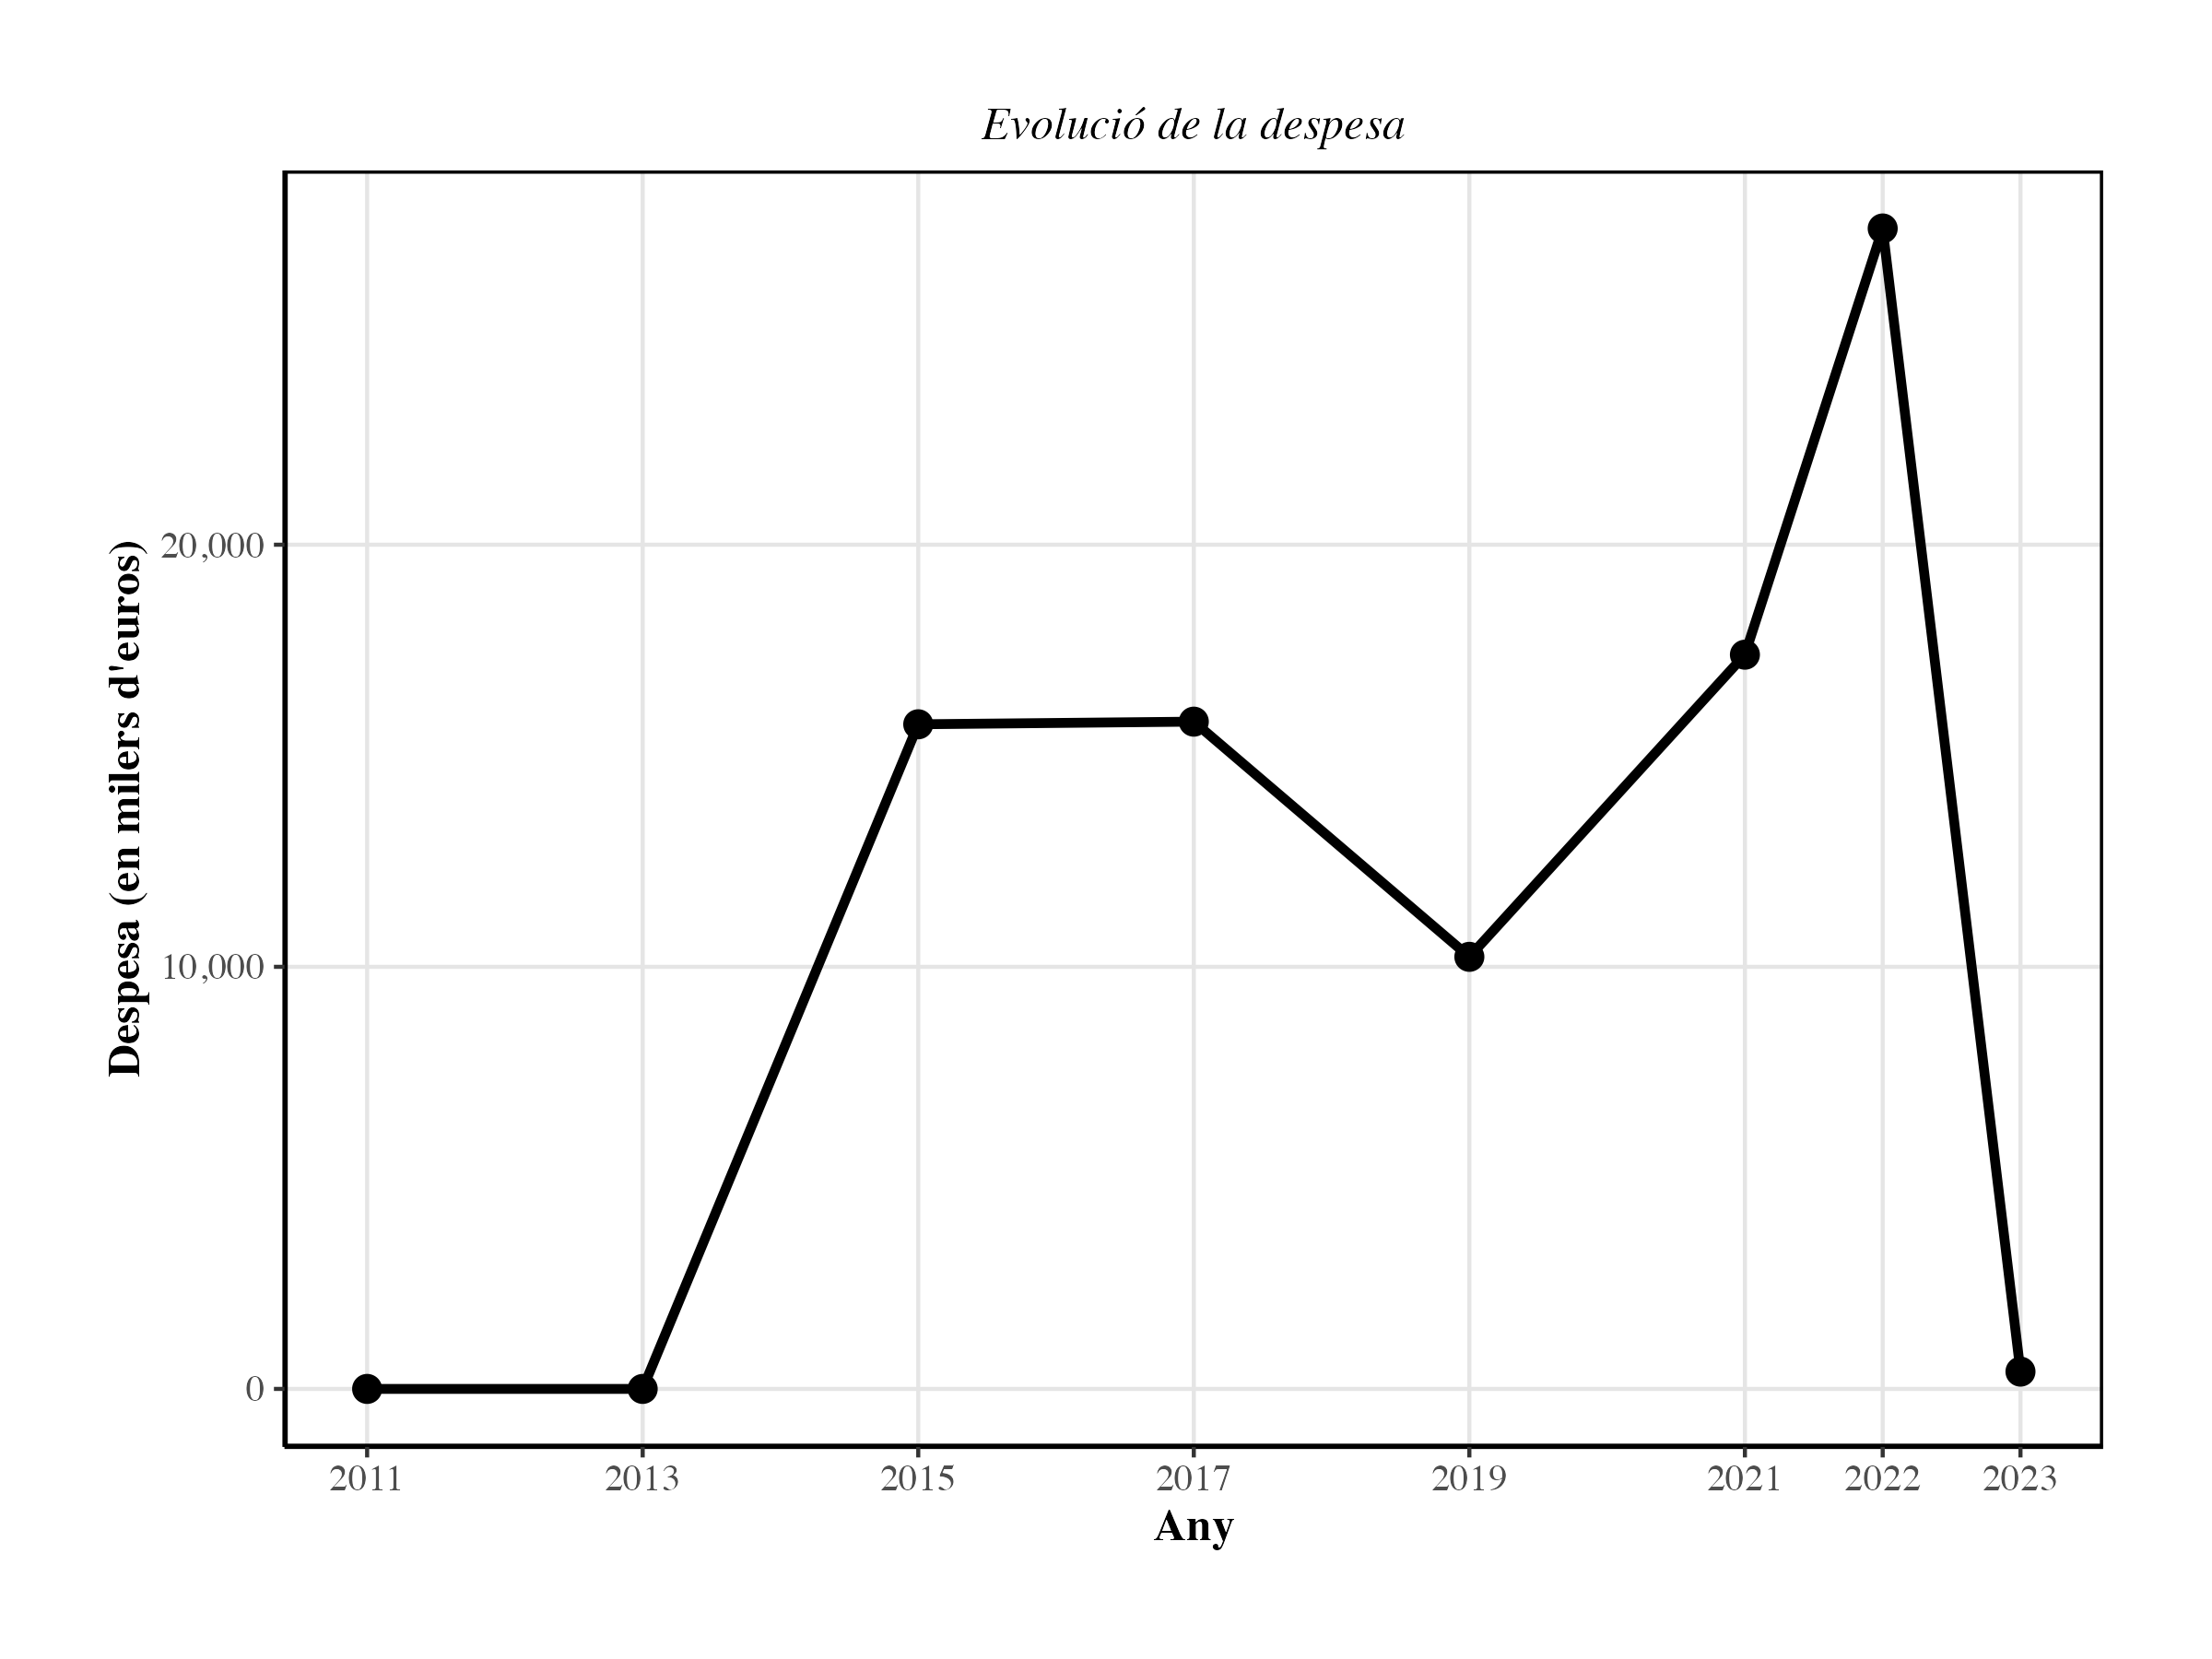 Evolució de la despesa
Despesa (en milers d'euros)
20,000
10,000
0
2011 2013 2015 2017 2019 2021 2022 2023
Any